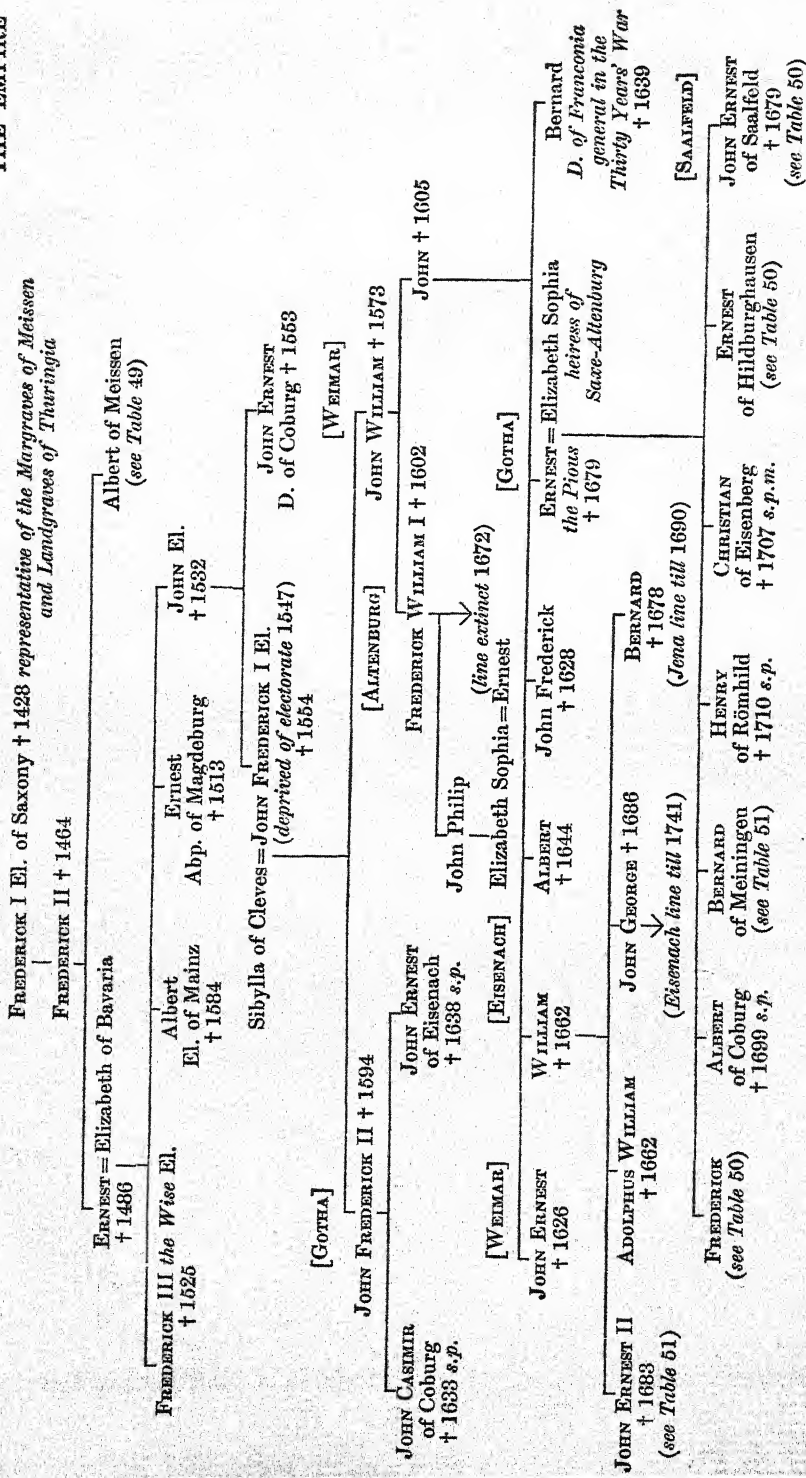 THE EMPIRE
FREDERICK I El. of Saxony † 1428 representative of the Margraves of Meissen
and Landgraves of Thuringia
FREDERICK II † 1464
ERNEST=Elizabeth of Bavaria
† 1486
Albert of Meissen
(see Table 49)
FREDERICK III the Wise El.
† 1525
Albert
El. of Mainz
† 1584
Ernest
Abp. of Magdeburg
† 1513
JOHN El.
† 1532
Sibylla of Cleves=JOHN FREDERICK I El.
(deprived of electorate 1547)
† 1554
JOHN ERNEST
D. of Coburg † 1553
[GOTHA]
[WEIMAR]
JOHN FREDERICK II † 1594
JOHN WILLIAM † 1573
[ALTENBURG]
JOHN CASIMIR
of Coburg
† 1633 s.p.
JOHN ERNEST
of Eisenach
† 1638 s.p.
FREDERICK WILLIAM I † 1602
JOHN † 1605
John Philip
(line extinct 1672)
Elizabeth Sophia=Ernest
[WEIMAR]
[EISENACH]
[GOTHA]
JOHN ERNEST
† 1626
WILLIAM
† 1662
ALBERT
† 1644
John Frederick
† 1628
ERNEST=Elizabeth Sophia
the Pious
† 1679
heiress of
Saxe-Altenburg
Bernard
D. of Franconia
general in the
Thirty Years' War
† 1639
JOHN ERNEST II
† 1683
(see Table 51)
ADOLPHUS WILLIAM
† 1662
JOHN GEORGE † 1686
(Eisenach line till 1741)
BERNARD
† 1678
(Jena line till 1690)
[SAALFELD]
FREDERICK
(see Table 50)
ALBERT
of Coburg
† 1699 s.p.
BERNARD
of Meiningen
(see Table 51)
HENRY
of Römhild
† 1710 s.p.
CHRISTIAN
of Eisenberg
† 1707 s.p.m.
ERNEST
of Hildburghausen
(see Table 50)
JOHN ERNEST
of Saalfeld
† 1679
(see Table 50)